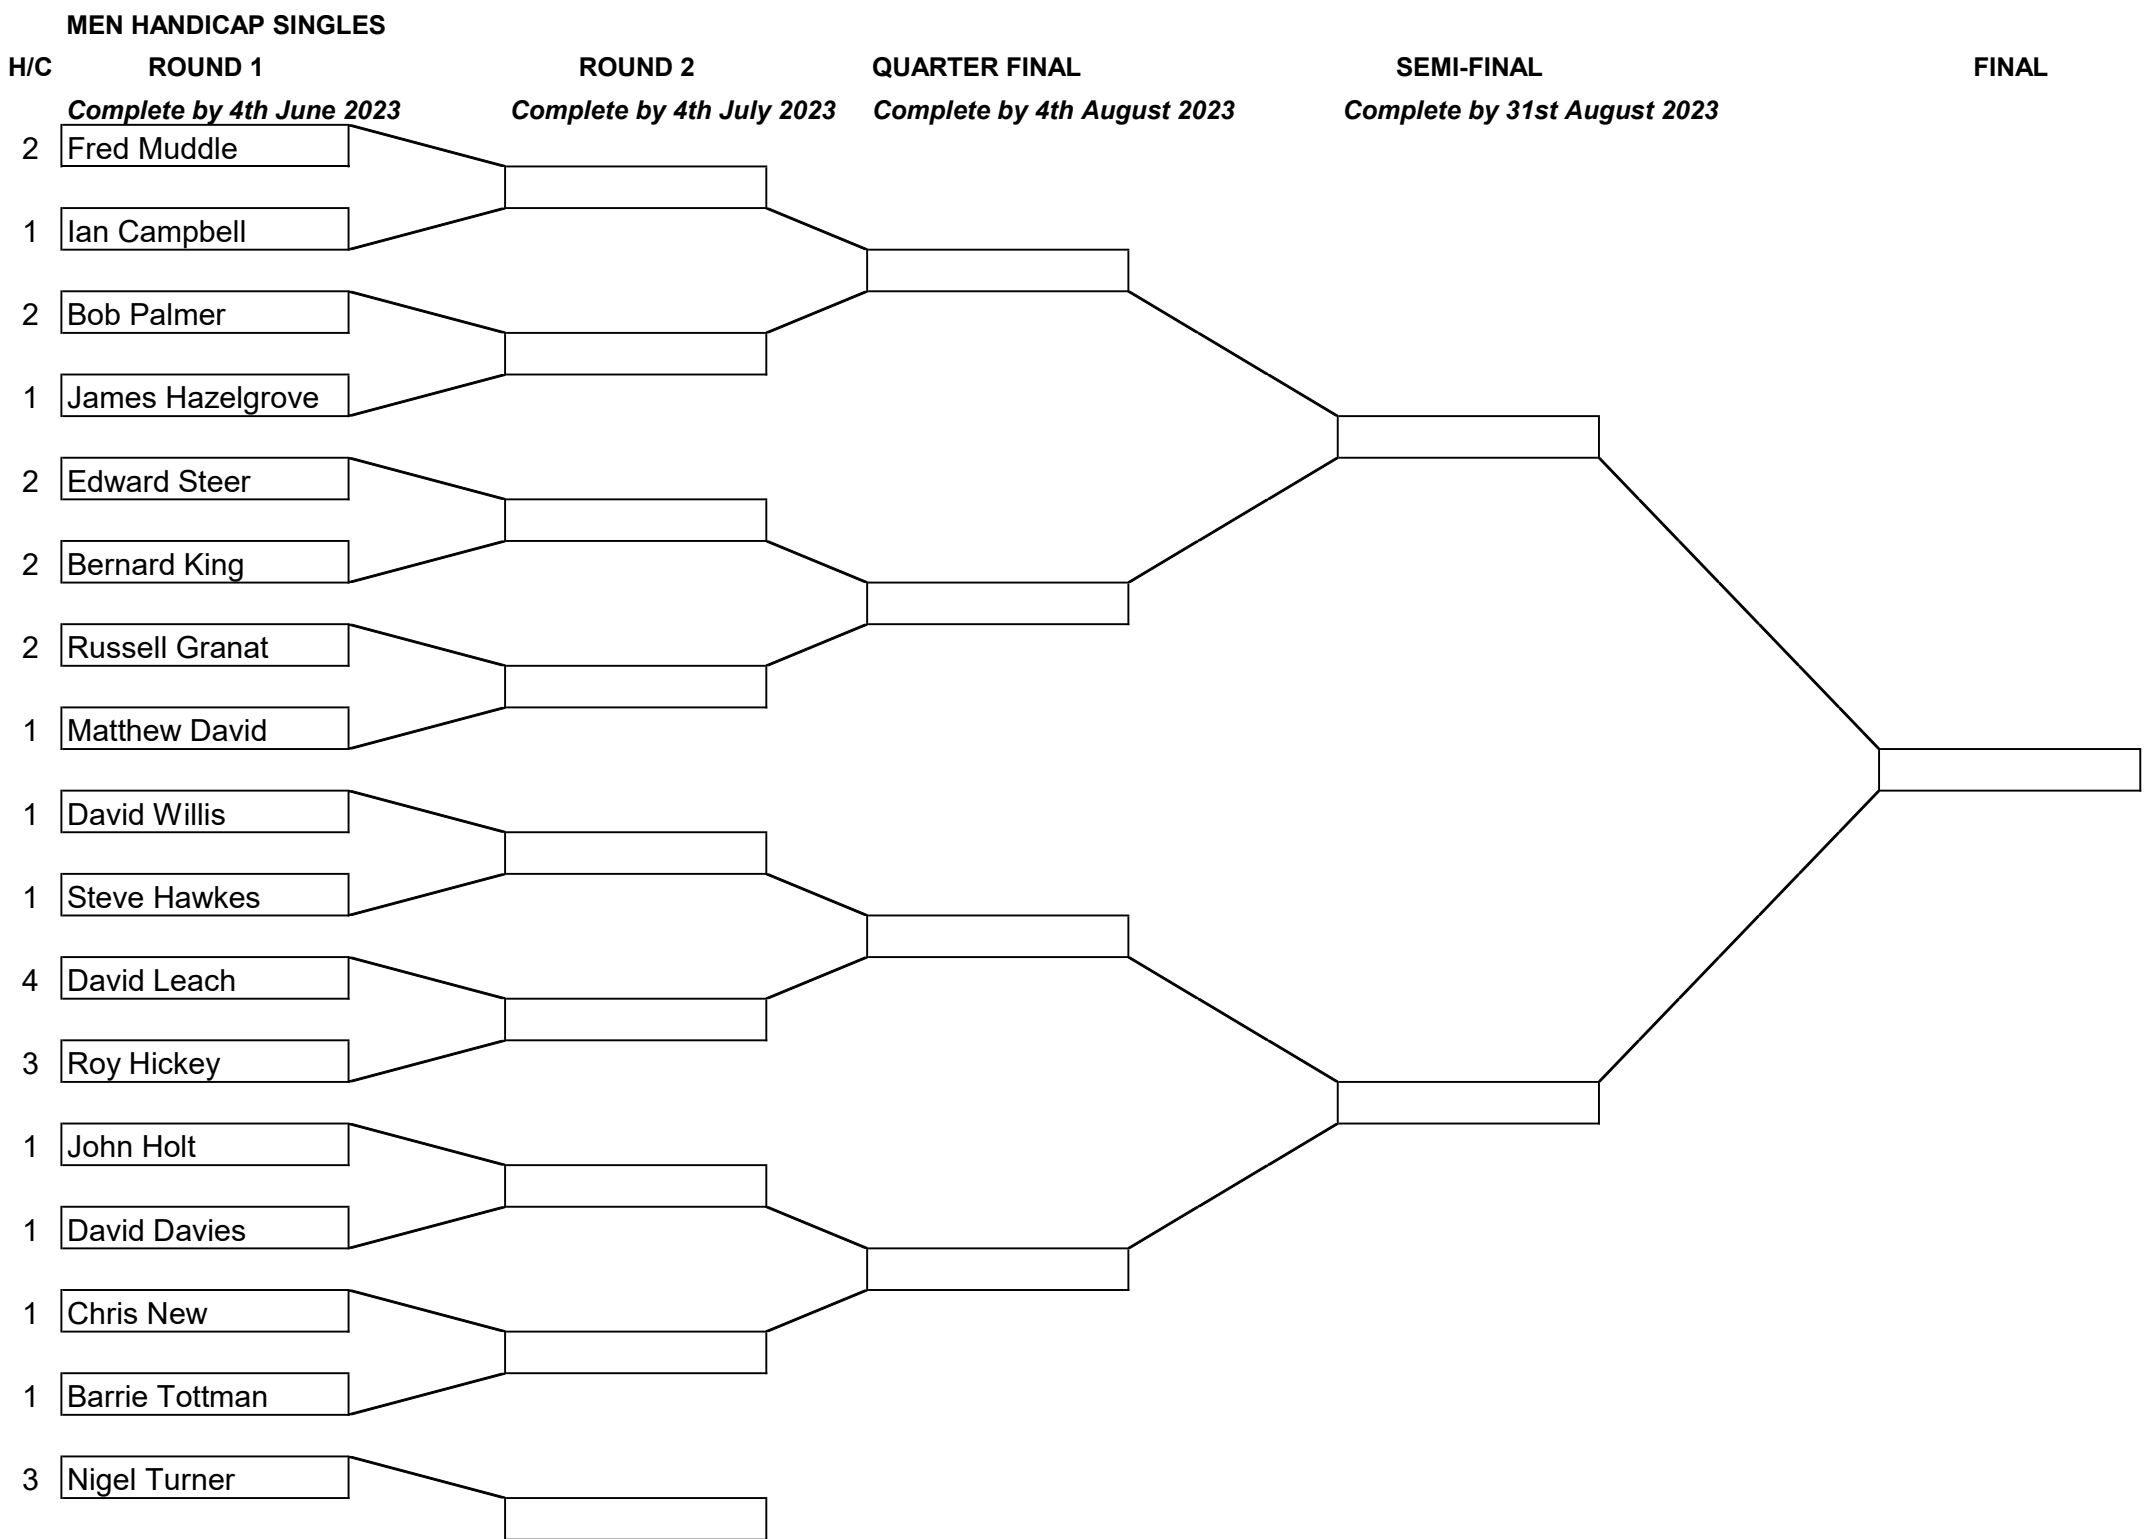 MEN HANDICAP SINGLES
H/C ROUND 1 ROUND 2 QUARTER FINAL SEMI-FINAL FINAL
Complete by 4th June 2023 Complete by 4th July 2023 Complete by 4th August 2023 Complete by 31st August 2023
2 Fred Muddle
1 Ian Campbell
2 Bob Palmer
1 James Hazelgrove
2 Edward Steer
2 Bernard King
2 Russell Granat
1 Matthew David
1 David Willis
1 Steve Hawkes
4 David Leach
3 Roy Hickey
1 John Holt
1 David Davies
1 Chris New
1 Barrie Tottman
3 Nigel Turner